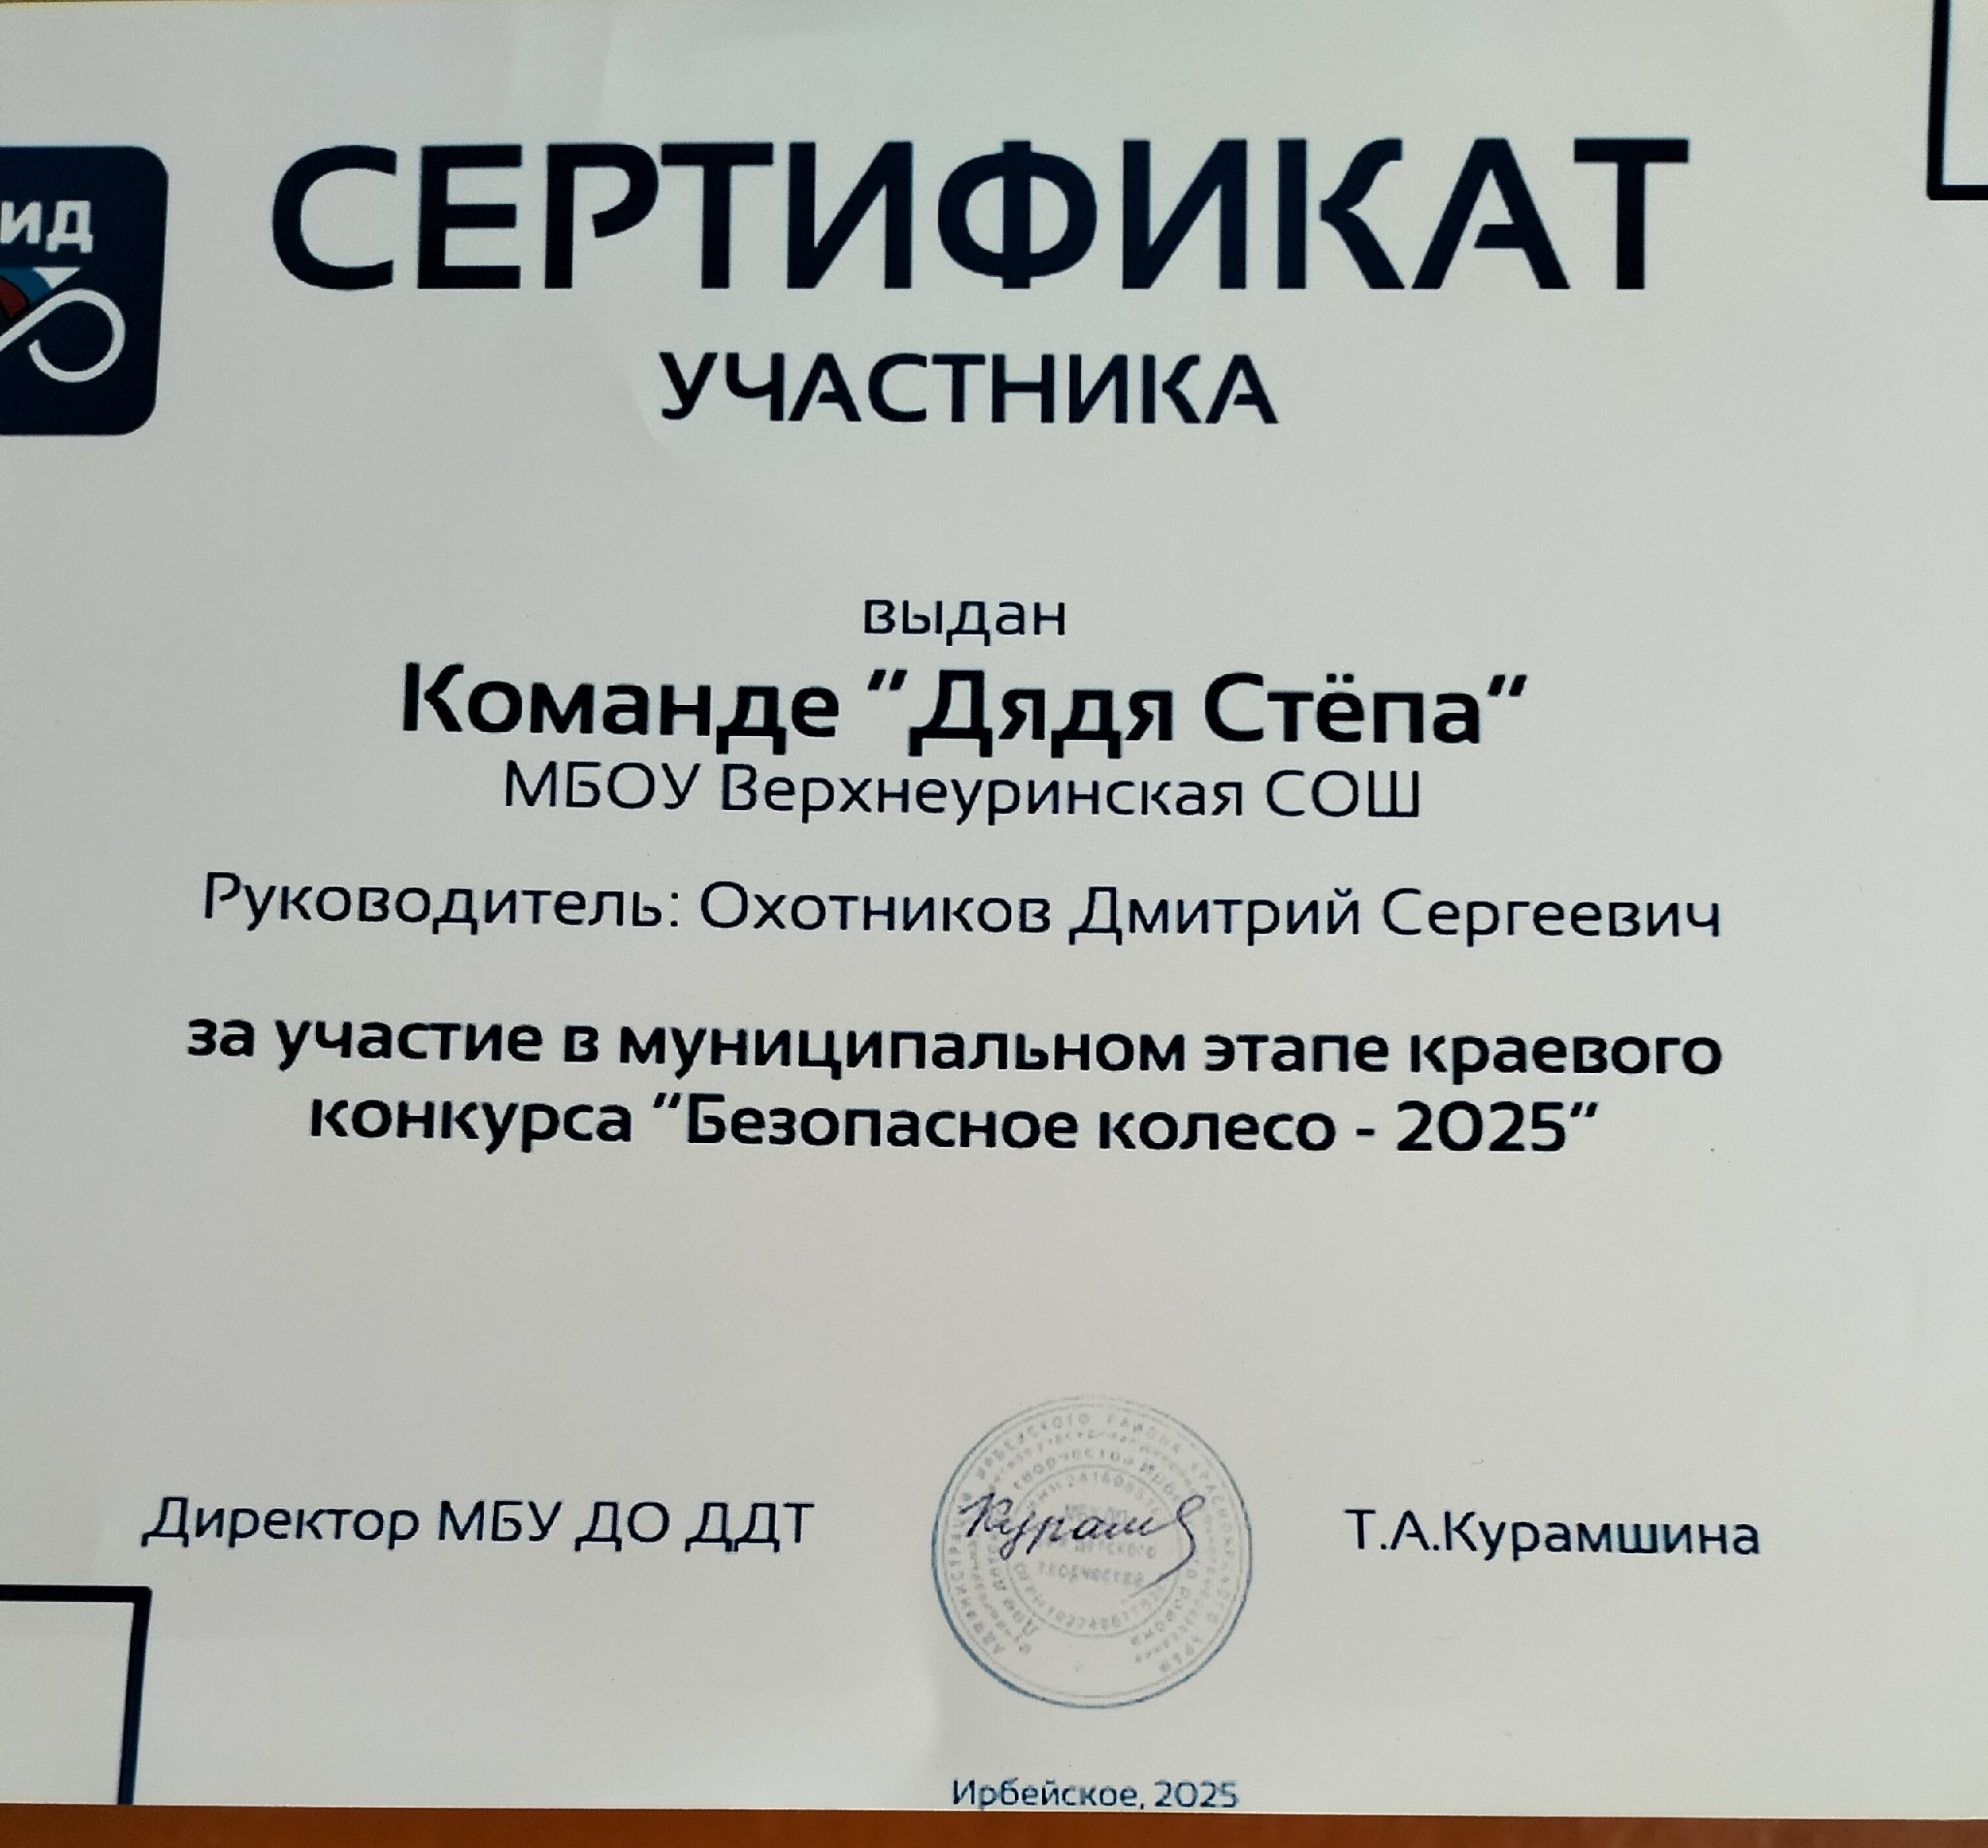 СЕРТИФИКАТ
ид
УЧАСТНИКА
выдан
Команде "Дядя Стёпа"
МБОУ Верхнеуринская СОШ
Руководитель: Охотников Дмитрий Сергеевич
за участие в муниципальном этапе краевого
конкурса "Безопасное колесо - 2025"
Директор МБУ ДО ДДТ
Т.А.Курамшина
Ирбейское, 2025